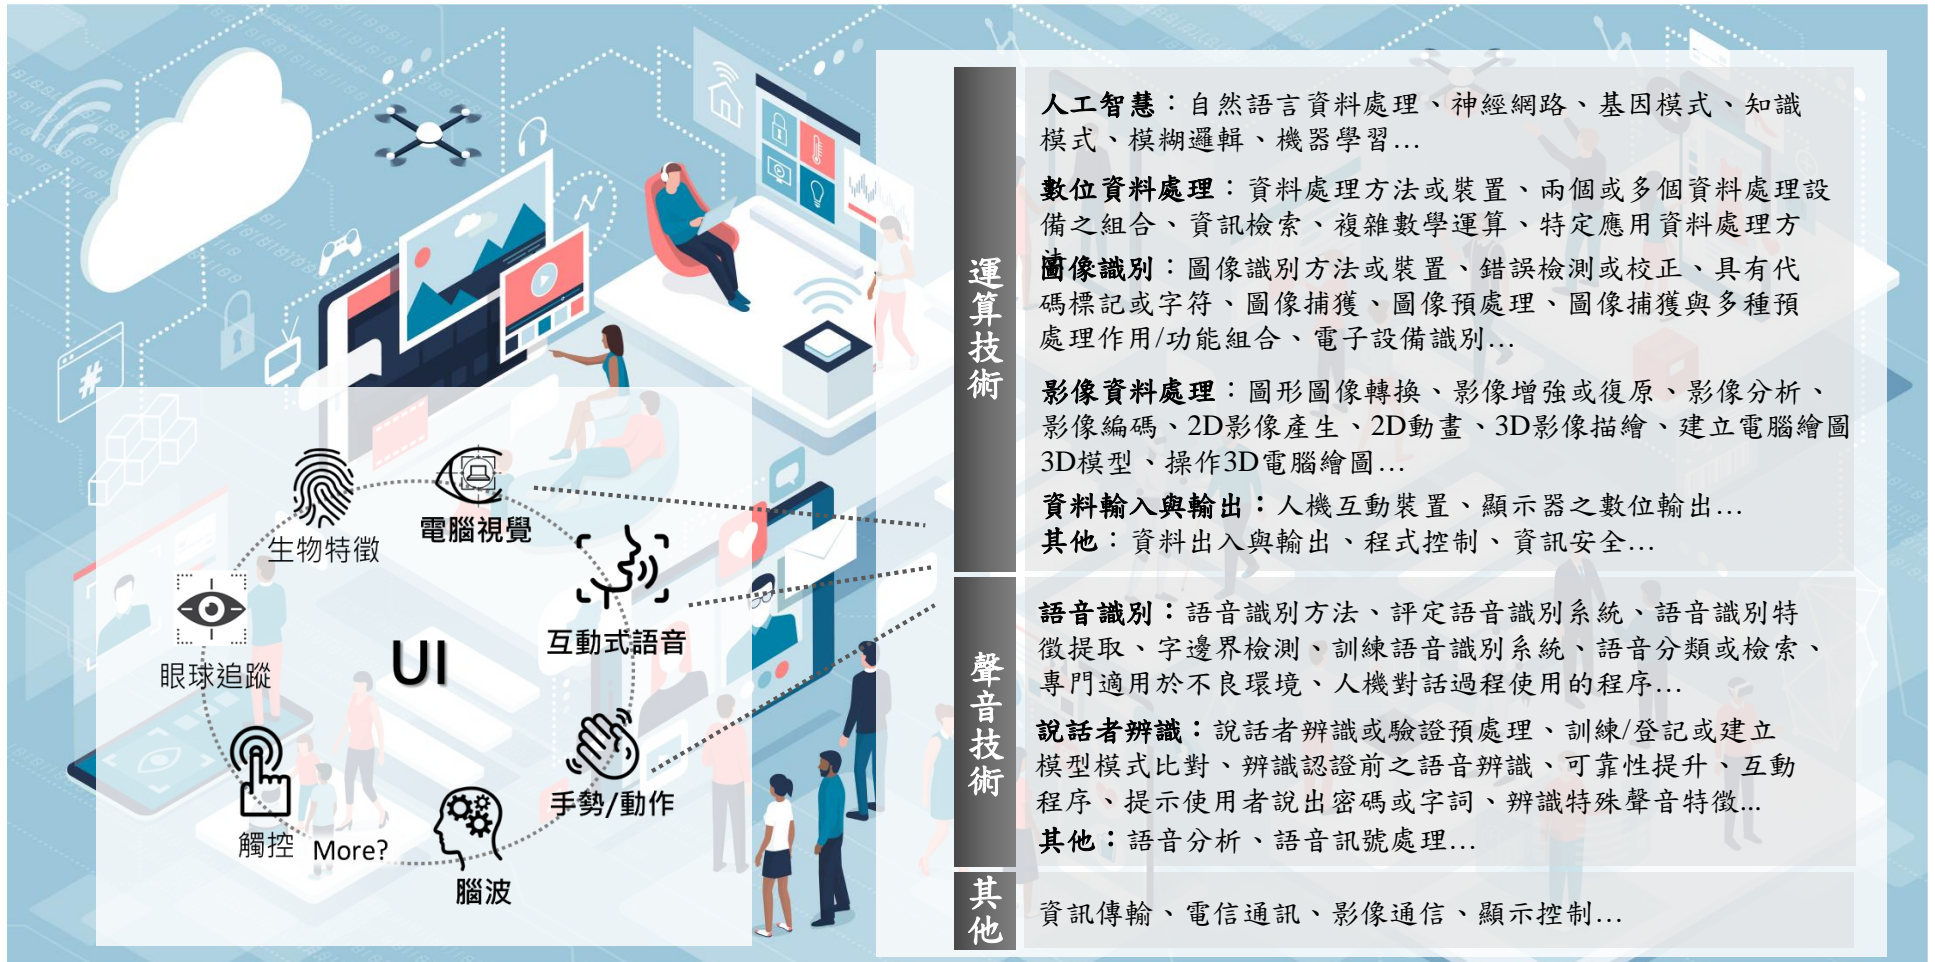 生物特徵
電腦視覺
互動式語音
眼球追蹤
UI
手勢/動作
觸控
More?
腦波
運算技術
人工智慧：自然語言資料處理、神經網路、基因模式、知識
模式、模糊邏輯、機器學習…
數位資料處理：資料處理方法或裝置、兩個或多個資料處理設
備之組合、資訊檢索、複雜數學運算、特定應用資料處理方
圖像識別：圖像識別方法或裝置、錯誤檢測或校正、具有代
碼標記或字符、圖像捕獲、圖像預處理、圖像捕獲與多種預
處理作用/功能組合、電子設備識別…
影像資料處理：圖形圖像轉換、影像增強或復原、影像分析、
影像編碼、2D影像產生、2D動畫、3D影像描繪、建立電腦繪圖
3D模型、操作3D電腦繪圖…
資料輸入與輸出：人機互動裝置、顯示器之數位輸出…
其他：資料出入與輸出、程式控制、資訊安全…
聲音技術
語音識別：語音識別方法、評定語音識別系統、語音識別特
徵提取、字邊界檢測、訓練語音識別系統、語音分類或檢索、
專門適用於不良環境、人機對話過程使用的程序…
說話者辨識：說話者辨識或驗證預處理、訓練/登記或建立
模型模式比對、辨識認證前之語音辨識、可靠性提升、互動
程序、提示使用者說出密碼或字詞、辨識特殊聲音特徵...
其他：語音分析、語音訊號處理…
其他
資訊傳輸、電信通訊、影像通信、顯示控制…
#